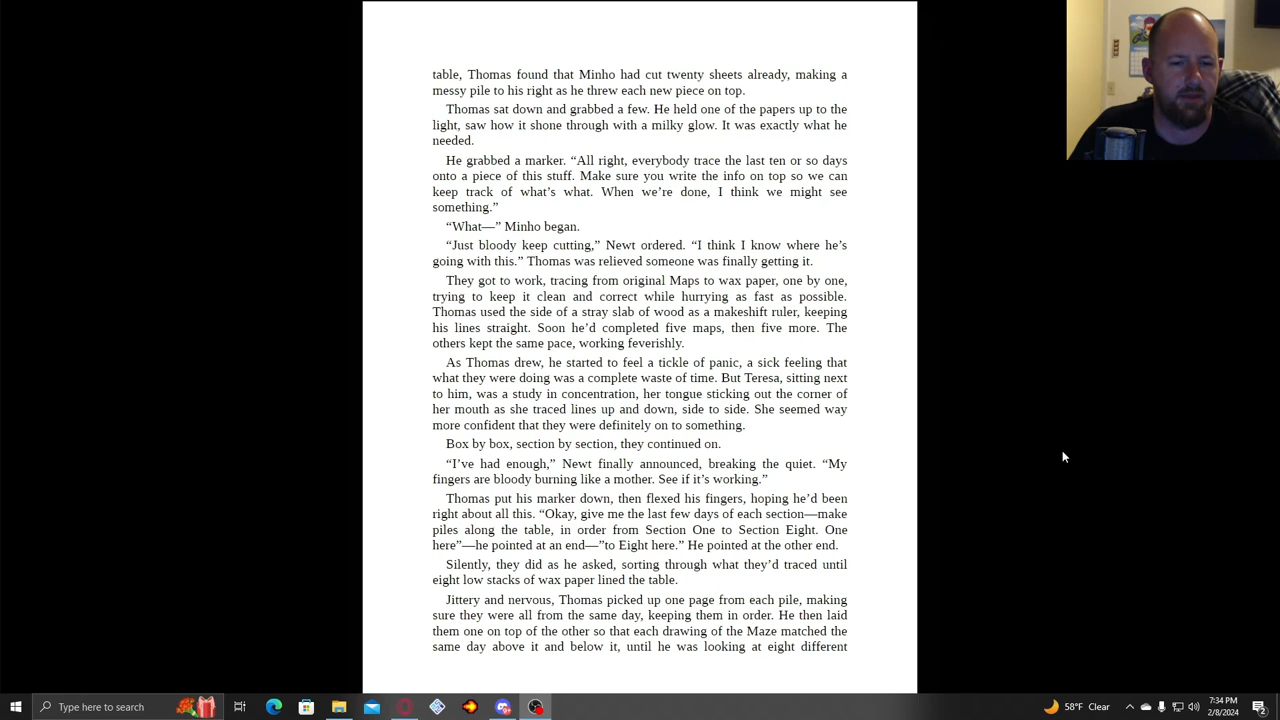 table, Thomas found that Minho had cut twenty sheets already, making a
messy pile to his right as he threw each new piece on top.
Thomas sat down and grabbed a few. He held one of the papers up to the
light, saw how it shone through with a milky glow. It was exactly what he
needed.
He grabbed a marker. “All right, everybody trace the last ten or so days
onto a piece of this stuff. Make sure you write the info on top so we can
keep track of what’s what. When we’re done, I think we might see
something.”
“What—” Minho began.
“Just bloody keep cutting,” Newt ordered. “I think I know where he’s
going with this.” Thomas was relieved someone was finally getting it.
They got to work, tracing from original Maps to wax paper, one by one,
trying to keep it clean and correct while hurrying as fast as possible.
Thomas used the side of a stray slab of wood as a makeshift ruler, keeping
his lines straight. Soon he’d completed five maps, then five more. The
others kept the same pace, working feverishly.
As Thomas drew, he started to feel a tickle of panic, a sick feeling that
what they were doing was a complete waste of time. But Teresa, sitting next
to him, was a study in concentration, her tongue sticking out the corner of
her mouth as she traced lines up and down, side to side. She seemed way
more confident that they were definitely on to something.
Box by box, section by section, they continued on.
“I’ve had enough,” Newt finally announced, breaking the quiet. “My
fingers are bloody burning like a mother. See if it’s working.”
Thomas put his marker down, then flexed his fingers, hoping he’d been
right about all this. “Okay, give me the last few days of each section—make
piles along the table, in order from Section One to Section Eight. One
here”—he pointed at an end—”to Eight here.” He pointed at the other end.
Silently, they did as he asked, sorting through what they’d traced until
eight low stacks of wax paper lined the table.
Jittery and nervous, Thomas picked up one page from each pile, making
sure they were all from the same day, keeping them in order. He then laid
them one on top of the other so that each drawing of the Maze matched the
same day above it and below it, until he was looking at eight different
Type here to search
58°F Clear
7:34 PM
2/8/2024
2